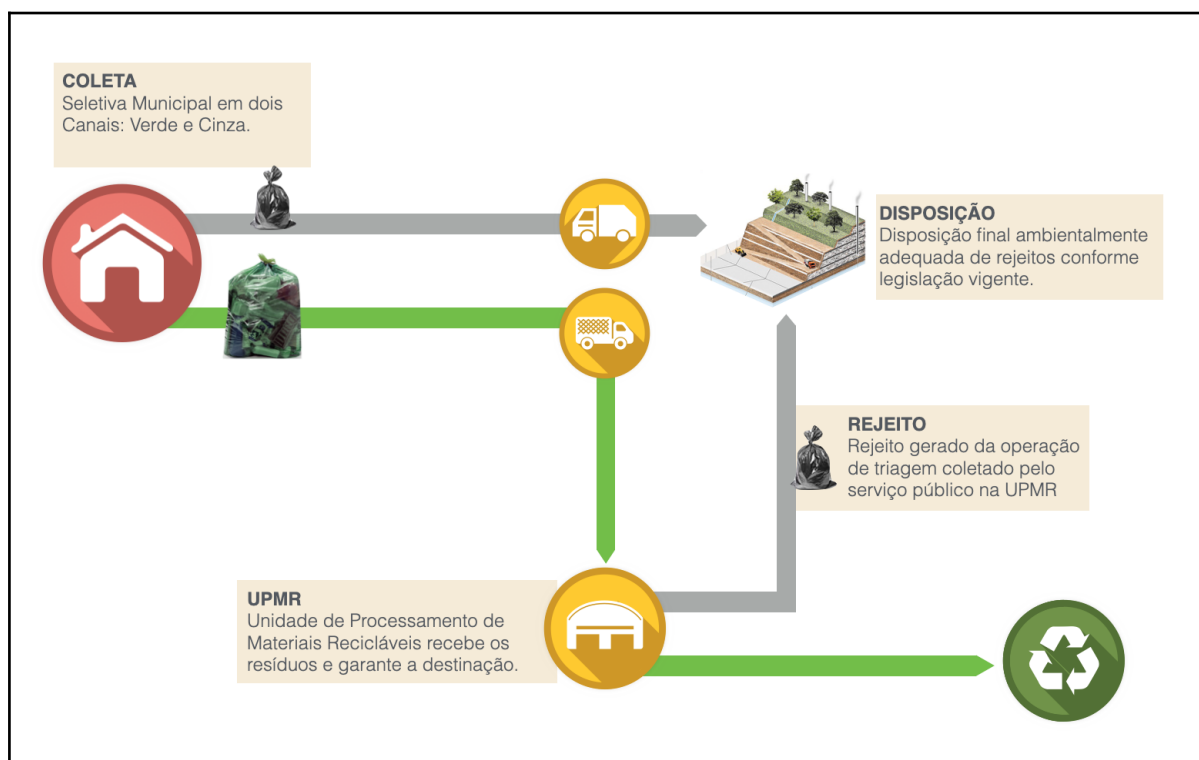 COLETA
Seletiva Municipal em dois
Canais: Verde e Cinza.
DISPOSIÇÃO
Disposição final ambientalmente
adequada de rejeitos conforme
legislação vigente.
REJEITO
Rejeito gerado da operação
de triagem coletado pelo
serviço público na UPMR
UPMR
Unidade de Processamento de
Materiais Recicláveis recebe os
resíduos e garante a destinação.